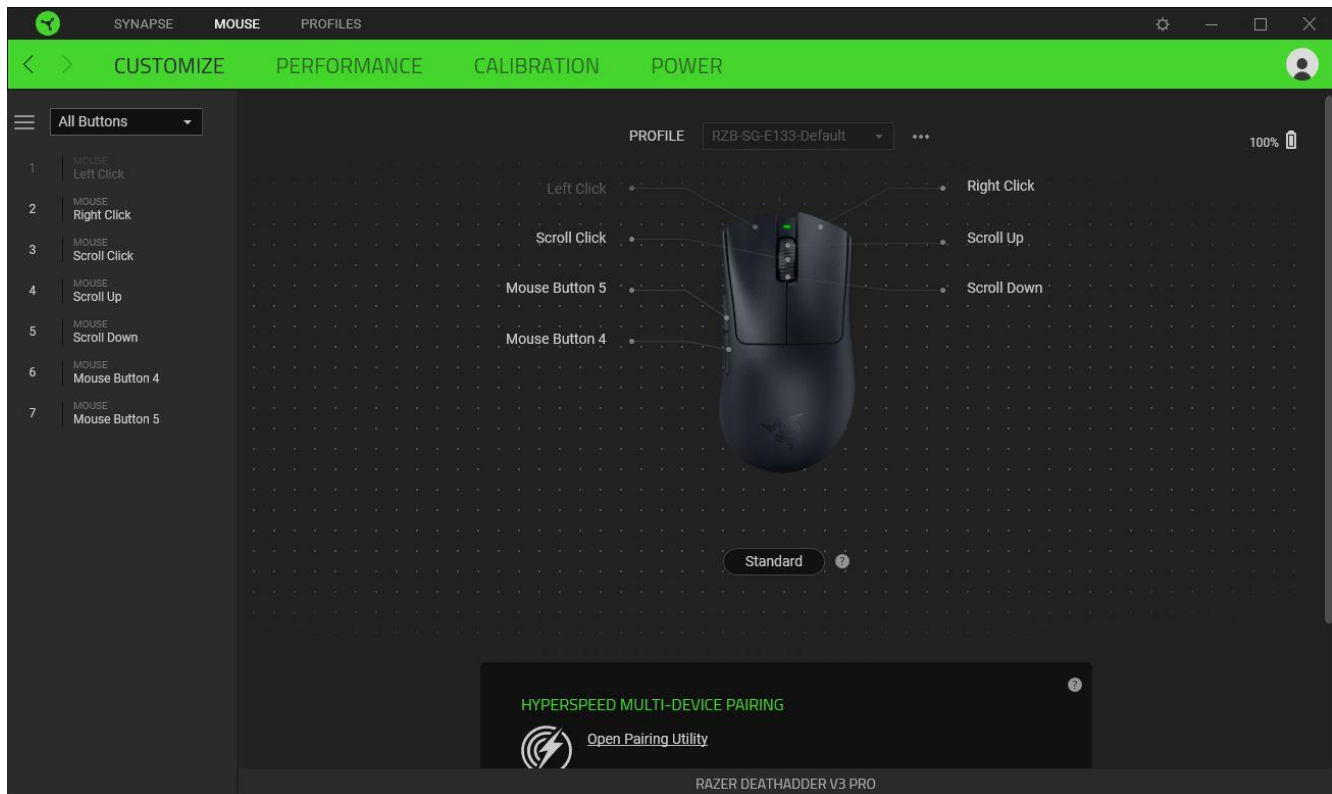 SYNAPSE MOUSE PROFILES
CUSTOMIZE PERFORMANCE CALIBRATION POWER
All Buttons
PROFILE RZB-SG-E133-Default
100%
1 MOUSE
Left Click
2 MOUSE
Right Click
3 MOUSE
Scroll Click
4 MOUSE
Scroll Up
5 MOUSE
Scroll Down
6 MOUSE
Mouse Button 4
7 MOUSE
Mouse Button 5
Left Click
Scroll Click
Mouse Button 5
Mouse Button 4
Right Click
Scroll Up
Scroll Down
Standard ?
?
HYPERSPEED MULTI-DEVICE PAIRING
Open Pairing Utility
RAZER DEATHADDER V3 PRO